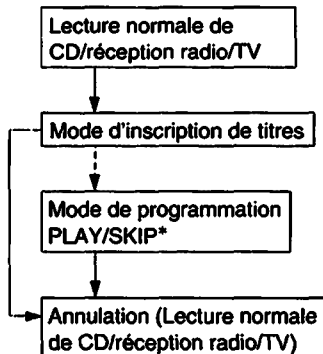 Lecture normale de
CD/réception radio/TV
Mode d'inscription de titres
Mode de programmation
PLAY/SKIP*
Annulation (Lecture normale
de CD/réception radio/TV)